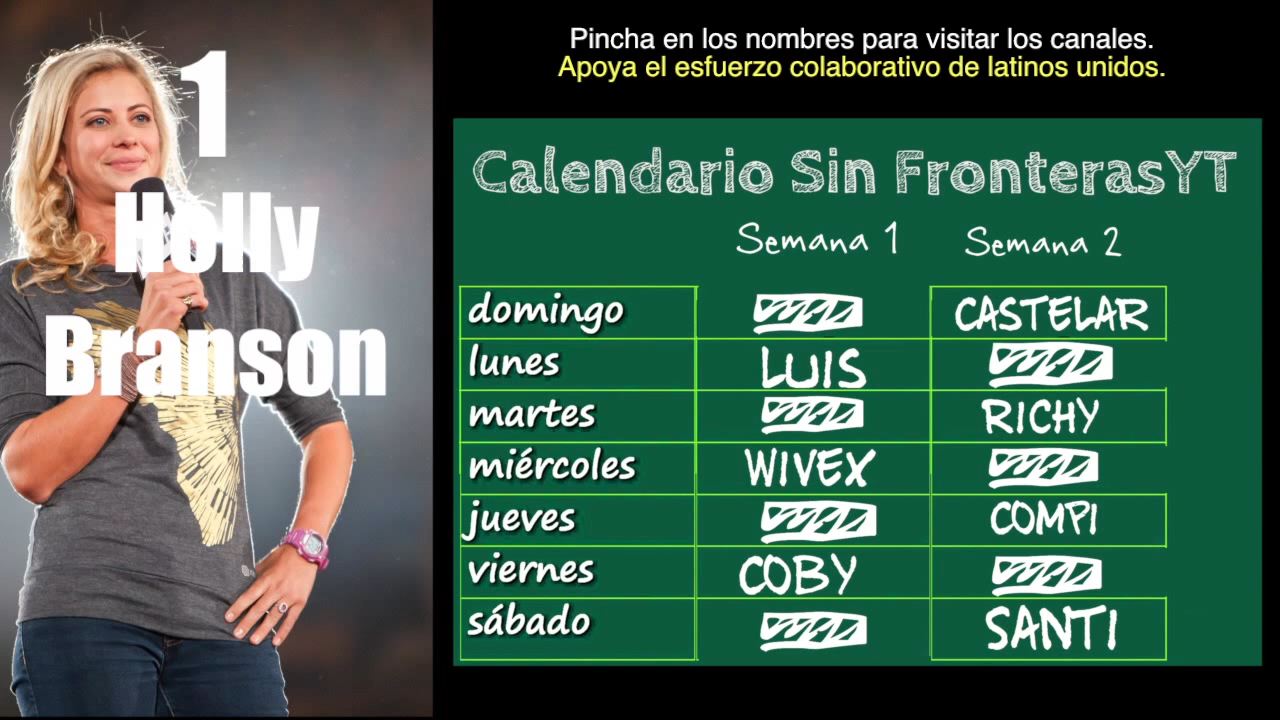 1
Holly
Branson
Pincha en los nombres para visitar los canales.
Apoya el esfuerzo colaborativo de latinos unidos.
Calendario Sin FronterasYT
Semana 1 Semana 2
domingo CASTELAR
lunes LUIS
martes RICHY
miércoles WIVEX
jueves COMPI
viernes COBY
sábado SANTI